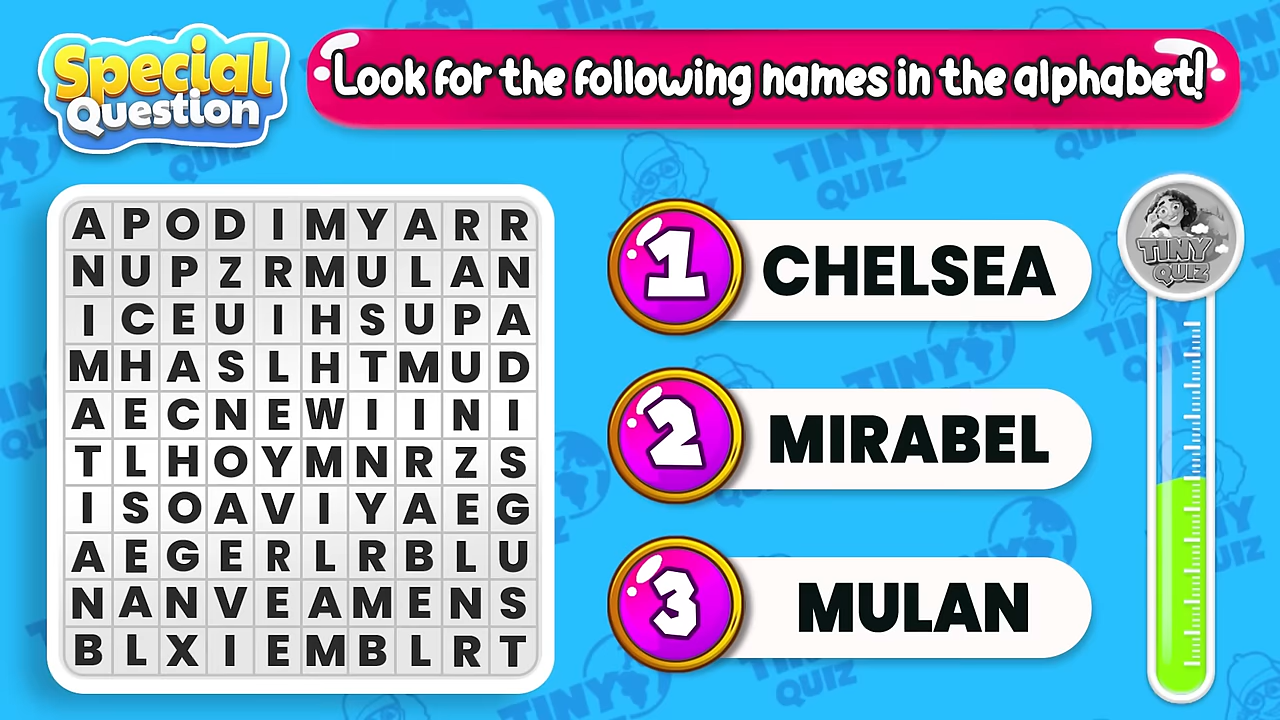 Special
Question
Look for the following names in the alphabet!
A P O D I M Y A R R
N U P Z R M U L A N
I C E U I H S U P A
M H A S L H T M U D
A E C N E W I I N I
T L H O Y M N R Z S
I S O A V I Y A E G
A E G E R L R B L U
N A N V E A M E N S
B L X I E M B L R T
1 CHELSEA
2 MIRABEL
3 MULAN
TINY
QUIZ